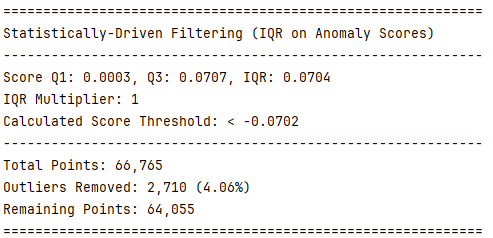 ============================================================
Statistically-Driven Filtering (IQR on Anomaly Scores)
------------------------------------------------------------
Score Q1: 0.0003, Q3: 0.0707, IQR: 0.0704
IQR Multiplier: 1
Calculated Score Threshold: < -0.0702
------------------------------------------------------------
Total Points: 66,765
Outliers Removed: 2,710 (4.06%)
Remaining Points: 64,055
============================================================